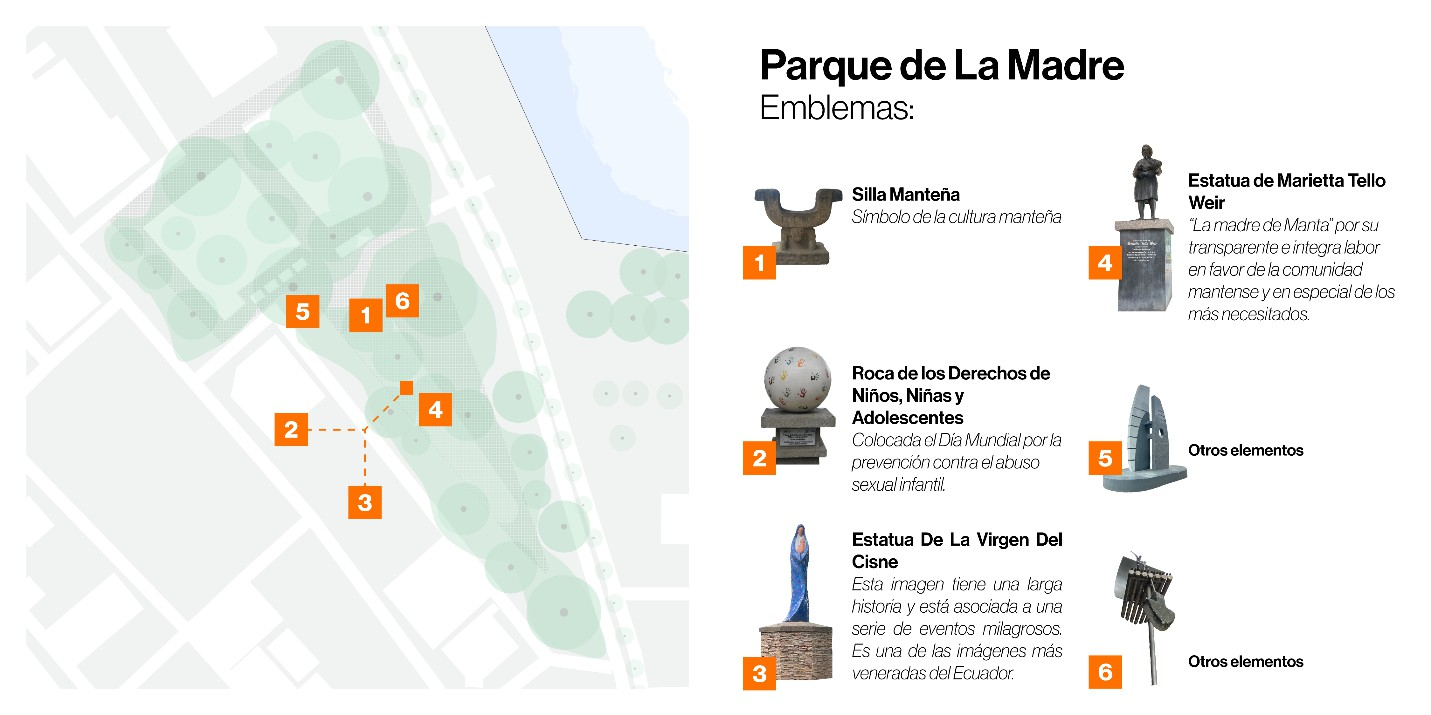 Parque de La Madre
Emblemas:
5
1
6
4
2
3
Silla Manteña
Símbolo de la cultura manteña
1
Roca de los Derechos de
Niños, Niñas y
Adolescentes
Colocada el Día Mundial por la
prevención contra el abuso
sexual infantil.
2
Estatua De La Virgen Del
Cisne
Esta imagen tiene una larga
historia y está asociada a una
serie de eventos milagrosos.
Es una de las imágenes más
veneradas del Ecuador.
3
Estatua de Marietta Tello
Weir
“La madre de Manta” por su
transparente e integra labor
en favor de la comunidad
mantense y en especial de los
más necesitados.
4
Otros elementos
5
Otros elementos
6